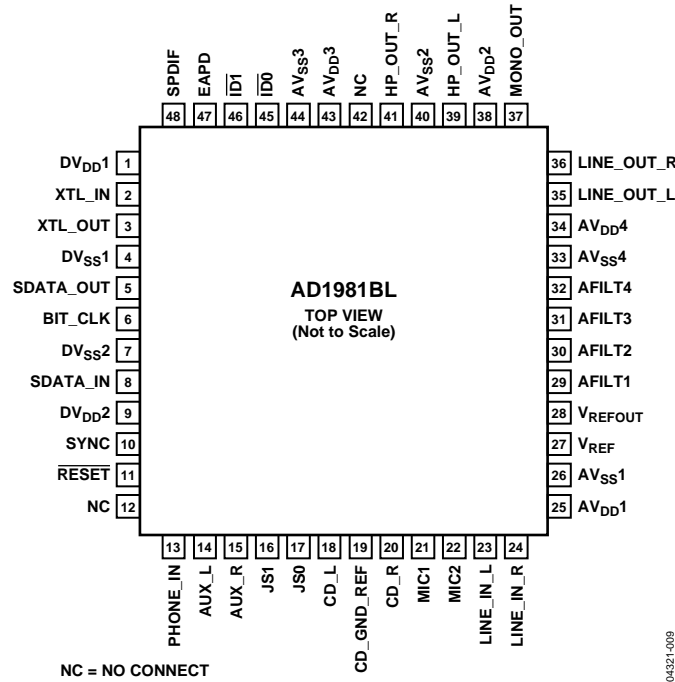 SPDIF
EAPD
ID1
ID0
AVSS3
AVDD3
NC
HP_OUT_R
AVSS2
HP_OUT_L
AVDD2
MONO_OUT
48 47 46 45 44 43 42 41 40 39 38 37
DVDD1 1
XTL_IN 2
XTL_OUT 3
DVSS1 4
SDATA_OUT 5
BIT_CLK 6
DVSS2 7
SDATA_IN 8
DVDD2 9
SYNC 10
RESET 11
NC 12
AD1981BL
TOP VIEW
(Not to Scale)
36 LINE_OUT_R
35 LINE_OUT_L
34 AVDD4
33 AVSS4
32 AFILT4
31 AFILT3
30 AFILT2
29 AFILT1
28 VREFOUT
27 VREF
26 AVSS1
25 AVDD1
13 14 15 16 17 18 19 20 21 22 23 24
PHONE_IN
AUX_L
AUX_R
JS1
JS0
CD_L
CD_GND_REF
CD_R
MIC1
MIC2
LINE_IN_L
LINE_IN_R
NC = NO CONNECT
04321-009